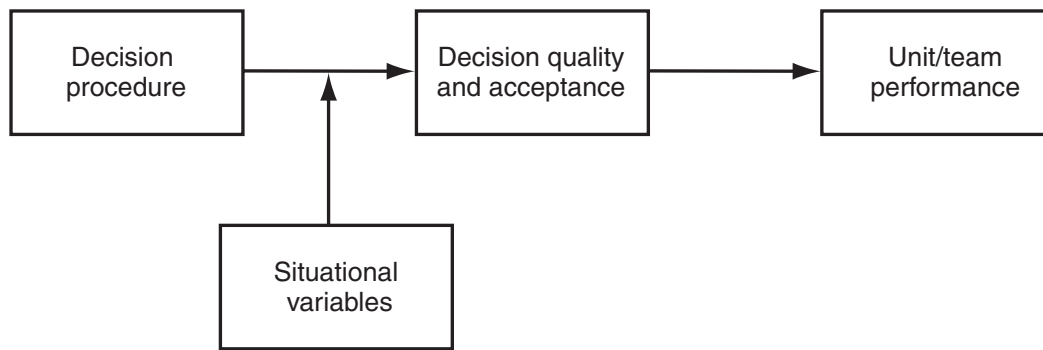 Decision
procedure
Decision quality
and acceptance
Unit/team
performance
Situational
variables